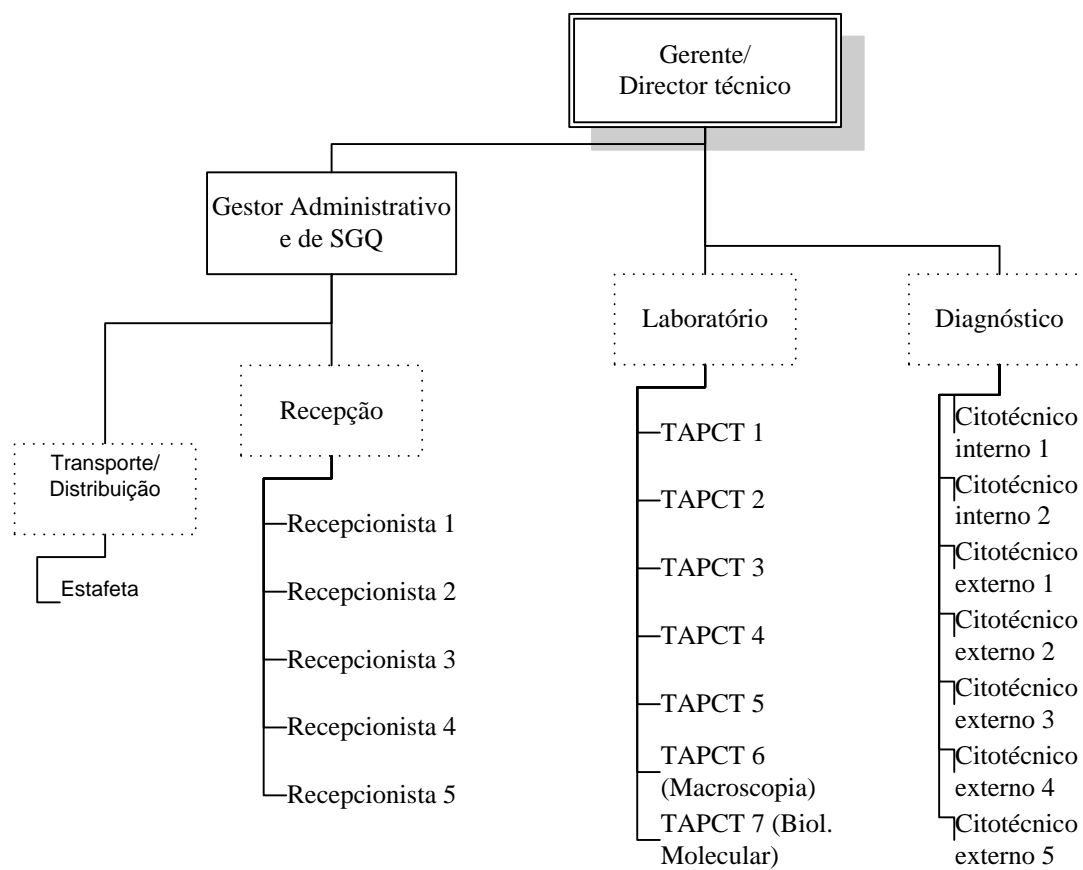 Gerente/
Director técnico
Gestor Administrativo
e de SGQ
Laboratório
Diagnóstico
Recepção
Transporte/
Distribuição
Estafeta
Recepcionista 1
Recepcionista 2
Recepcionista 3
Recepcionista 4
Recepcionista 5
TAPCT 1
TAPCT 2
TAPCT 3
TAPCT 4
TAPCT 5
TAPCT 6
(Macroscopia)
TAPCT 7 (Biol.
Molecular)
Citotécnico
interno 1
Citotécnico
interno 2
Citotécnico
externo 1
Citotécnico
externo 2
Citotécnico
externo 3
Citotécnico
externo 4
Citotécnico
externo 5